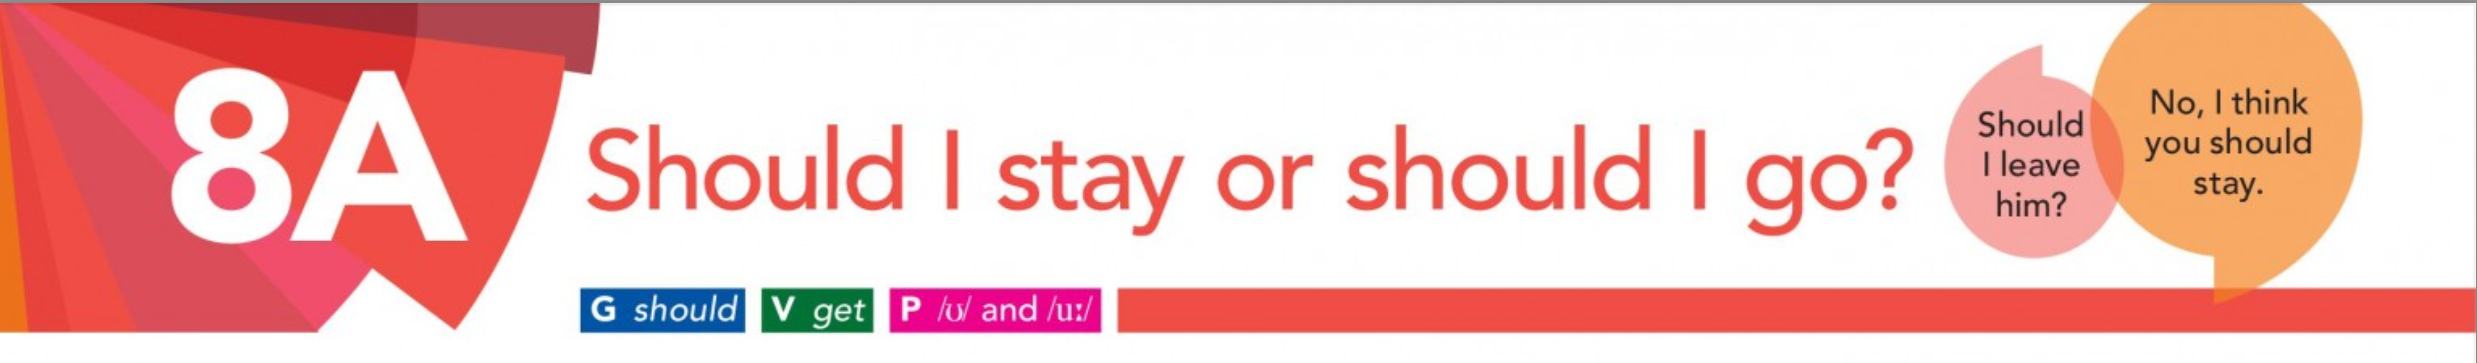 8A
Should I stay or should I go?
Should
I leave
him?
No, I think
you should
stay.
G should V get P /ʊ/ and /uː/